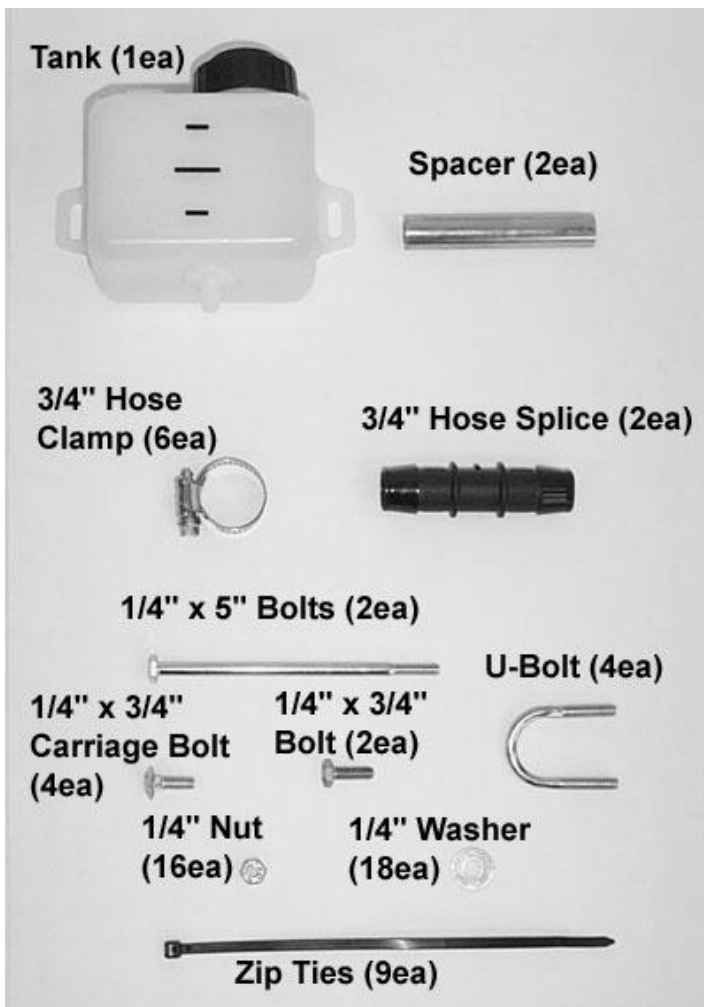 Tank (1ea)
Spacer (2ea)
3/4" Hose
Clamp (6ea)
3/4" Hose Splice (2ea)
1/4" x 5" Bolts (2ea)
U-Bolt (4ea)
1/4" x 3/4"
Carriage Bolt
(4ea)
1/4" x 3/4"
Bolt (2ea)
1/4" Nut
(16ea)
1/4" Washer
(18ea)
Zip Ties (9ea)